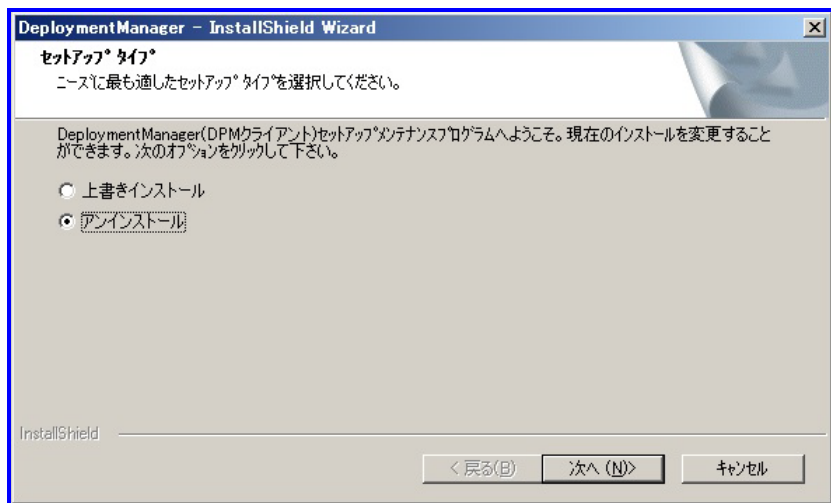 DeploymentManager - InstallShield Wizard
セットアップ タイプ
ニーズに最も適したセットアップ タイプを選択してください。
DeploymentManager(DPMクライアント)セットアップメンテナンスプログラムへようこそ。現在のインストールを変更すること
ができます。次のオプションをクリックして下さい。
上書きインストール
アンインストール
InstallShield
< 戻る(B)
次へ (N)>
キャンセル